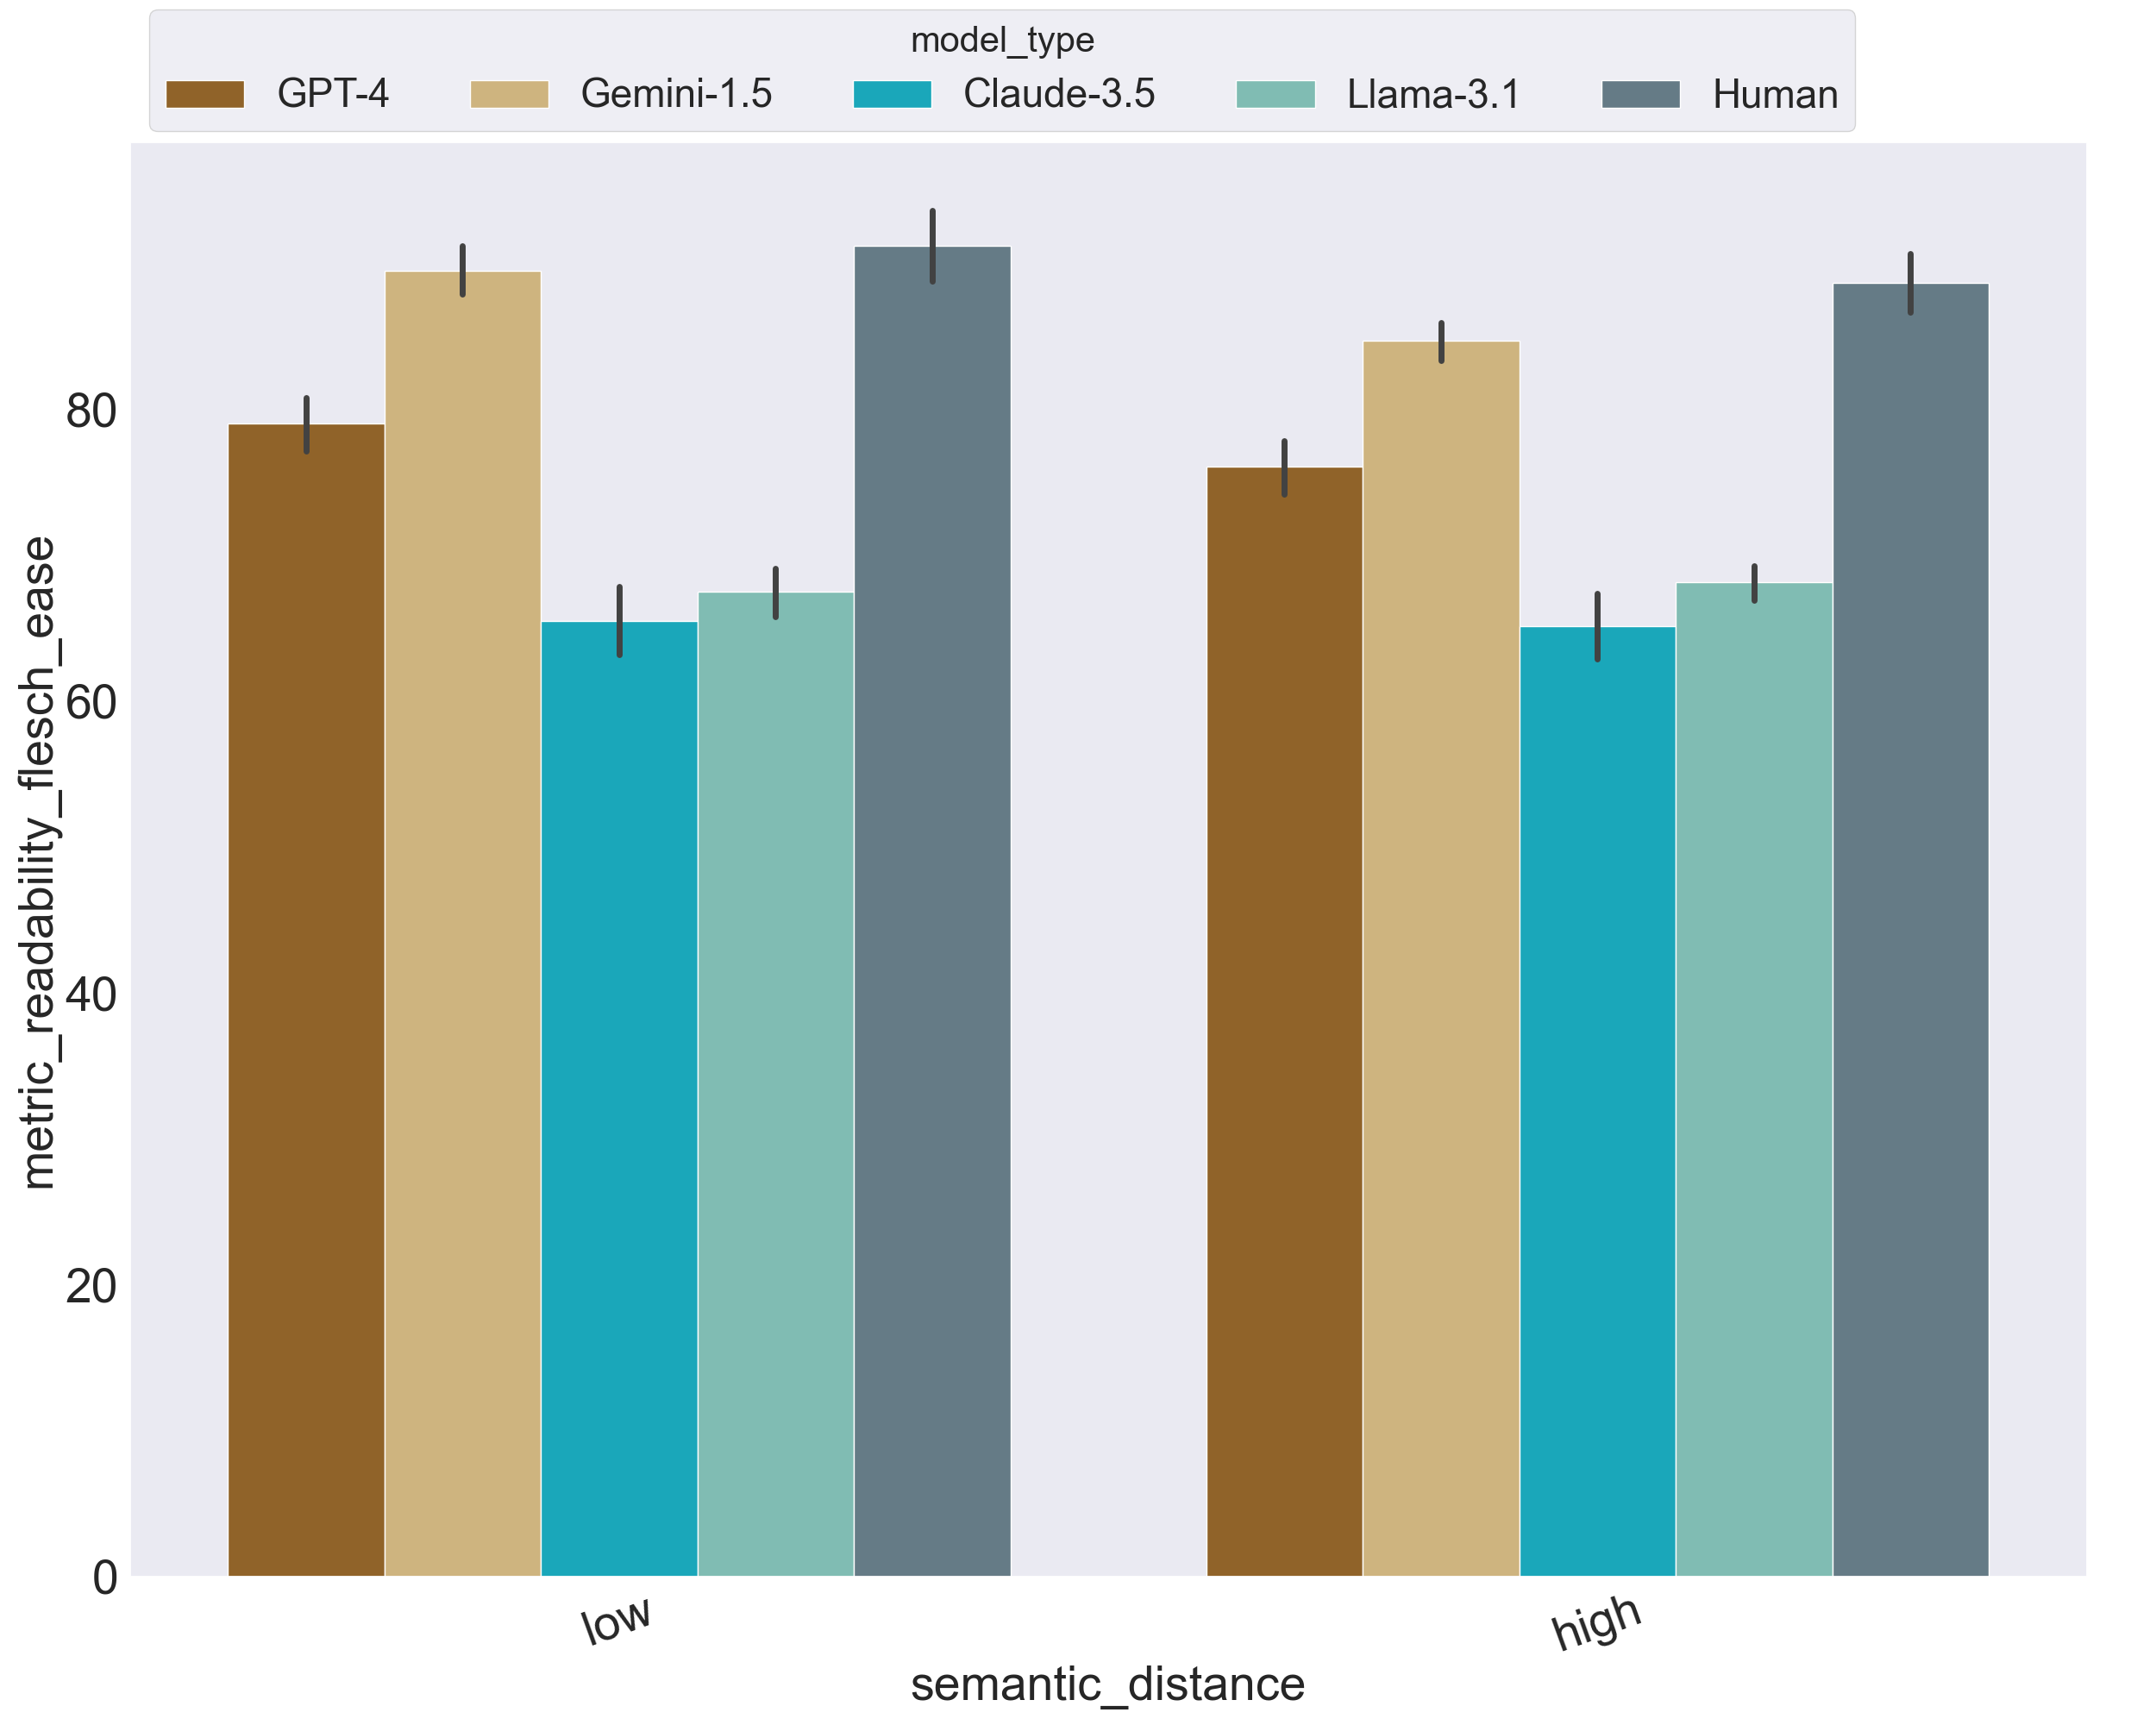 model_type
GPT-4 Gemini-1.5 Claude-3.5 Llama-3.1 Human
metric_readability_flesch_ease
80
60
40
20
0
low high
semantic_distance